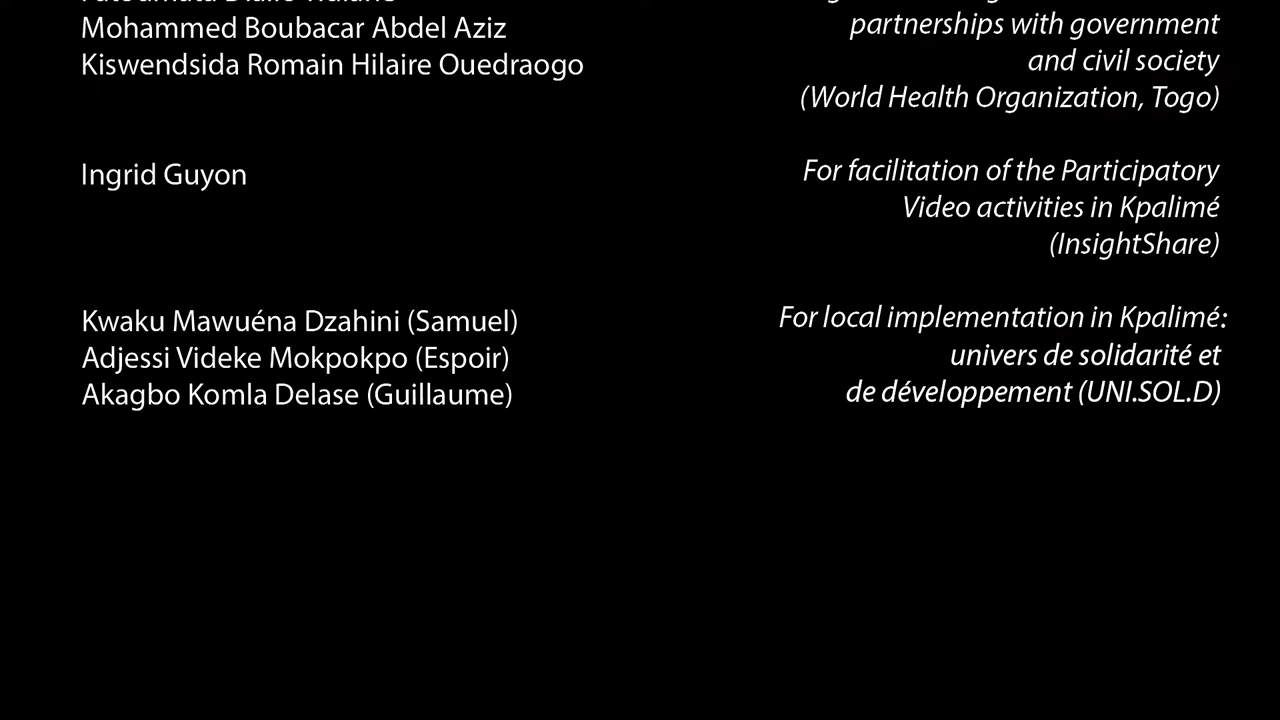 Mohammed Boubacar Abdel Aziz
Kiswendsida Romain Hilaire Ouedraogo
partnerships with government
and civil society
(World Health Organization, Togo)
Ingrid Guyon
For facilitation of the Participatory
Video activities in Kpalimé
(InsightShare)
Kwaku Mawuéna Dzahini (Samuel)
Adjessi Videke Mokpokpo (Espoir)
Akagbo Komla Delase (Guillaume)
For local implementation in Kpalimé:
univers de solidarité et
de développement (UNI.SOL.D)